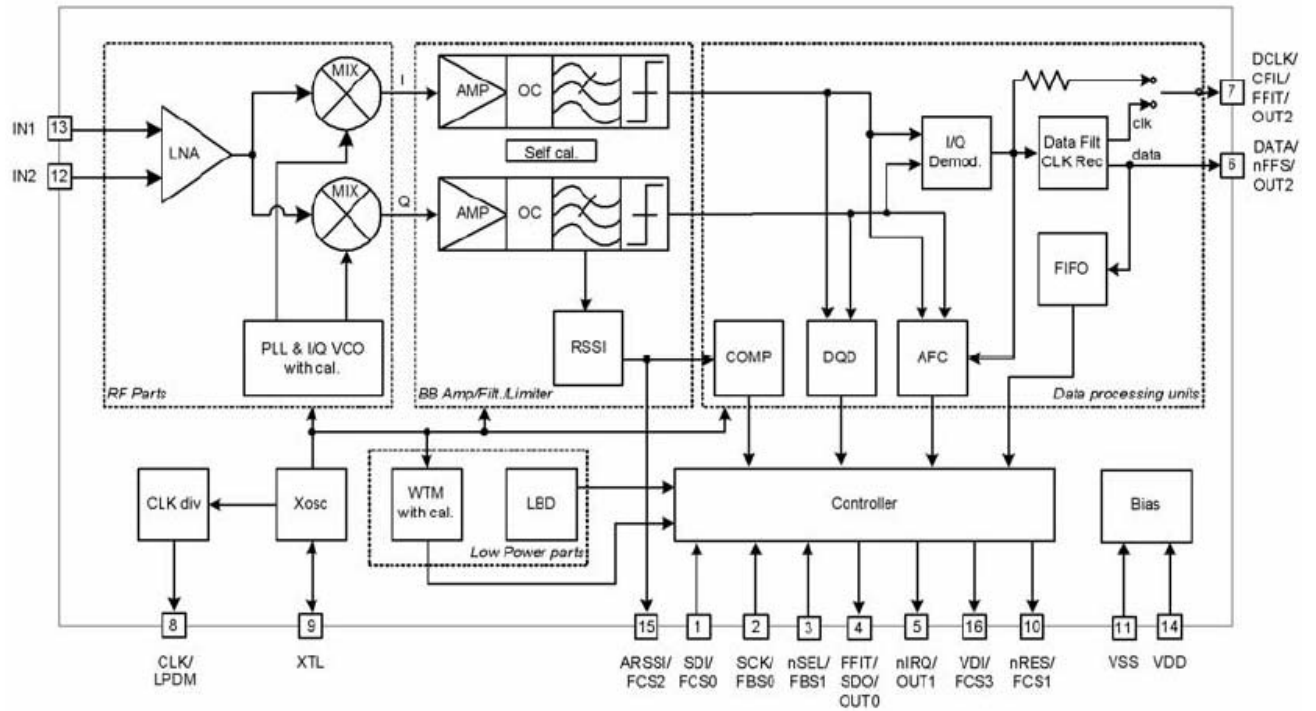 DCLK/
CFIL/
FFIT/
OUT2
7
IN1
13
IN2
12
LNA
MIX
MIX
I
Q
AMP
OC
Self cal.
AMP
OC
I/Q
Demod.
Data Filt
CLK Rec
clk
data
6
DATA/
nFFS/
OUT2
FIFO
PLL & I/Q VCO
with cal.
RF Parts
RSSI
BB Amp/Filt./Limiter
COMP
DQD
AFC
Data processing units
CLK div
Xosc
WTM
with cal.
LBD
Low Power parts
Controller
Bias
8
9
15
1
2
3
4
5
16
10
11
14
CLK/
LPDM
XTL
ARSSI/
FCS2
SDI/
FCS0
SCK/
FBS0
nSEL/
FBS1
FFIT/
SDO/
OUT0
nIRQ/
OUT1
VDI/
FCS3
nRES/
FCS1
VSS
VDD